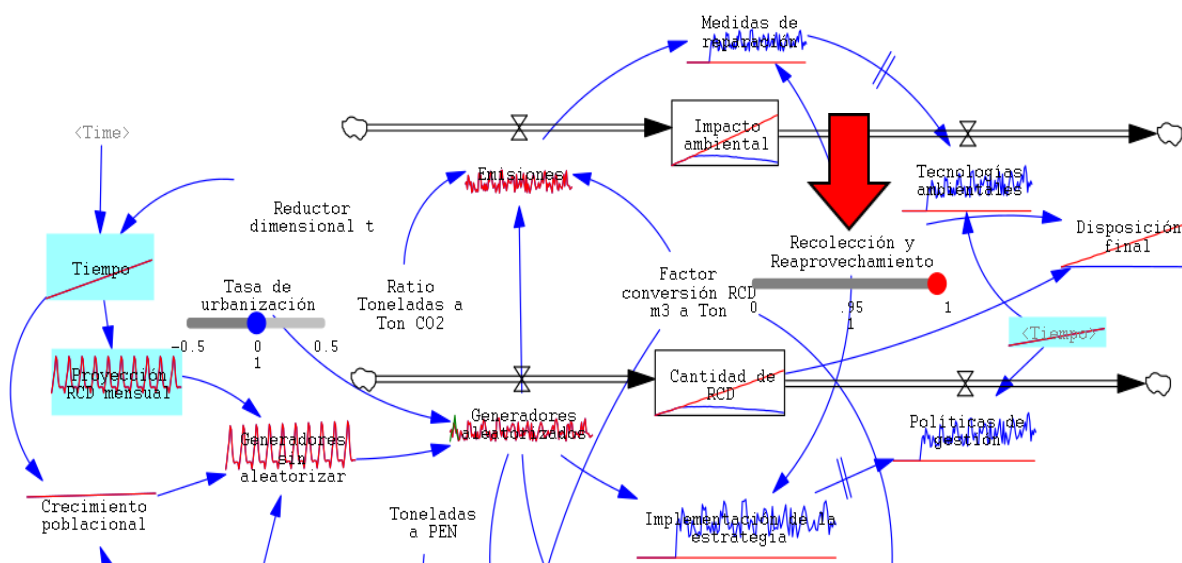 Medidas de
reparación
<Time>
Impacto
ambiental
Emisiones
Tecnologías
ambientales
Reductor
dimensional t
Disposición
final
Recolección y
Reaprovechamiento
Tiempo
Tasa de
urbanización
Ratio
Toneladas a
Ton CO2
Factor
conversión RCD
m3 a Ton
0 .95 1
1
-0.5 0 0.5
1
<Tiempo>
Proyección
RCD mensual
Cantidad de
RCD
Generadores
aleatorizados
Políticas de
gestión
Generadores
sin
aleatorizar
Crecimiento
poblacional
Toneladas
a PEN
Implementación de la
estrategia